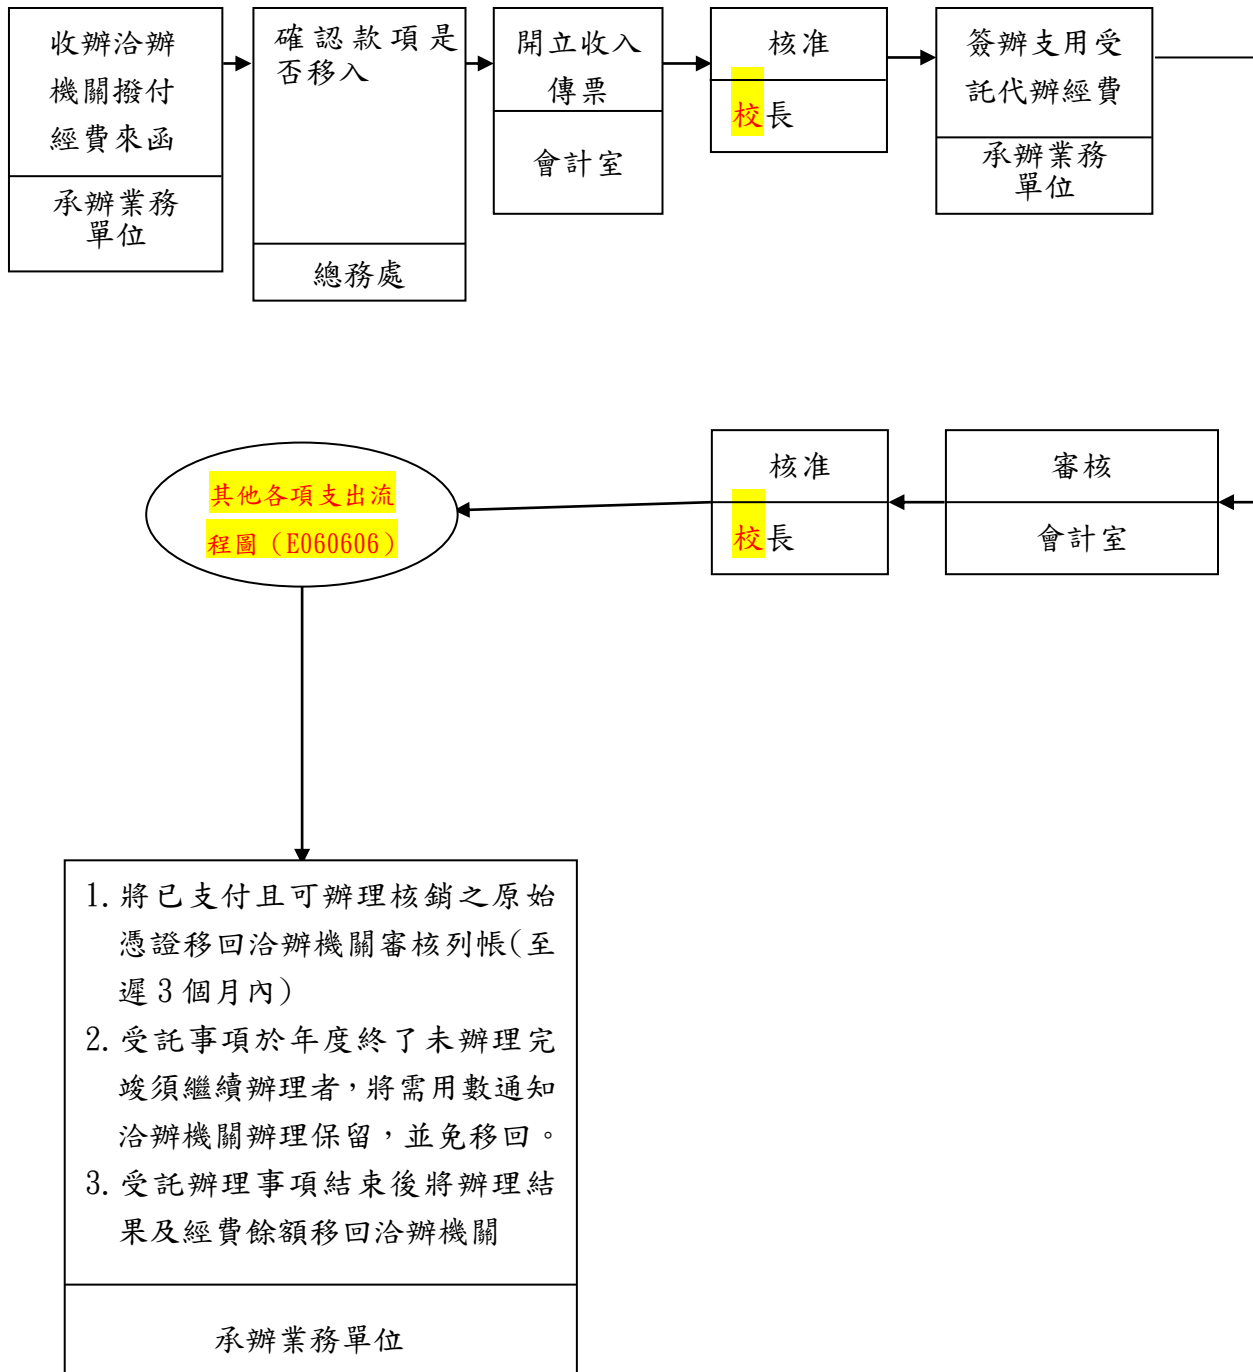 收辦洽辦
機關撥付
經費來函
承辦業務
單位
確認款項是
否移入
總務處
開立收入
傳票
會計室
核准
校長
簽辦支用受
託代辦經費
承辦業務
單位
審核
會計室
核准
校長
其他各項支出流
程圖（E060606）
1. 將已支付且可辦理核銷之原始
憑證移回洽辦機關審核列帳(至
遲 3 個月內)
2. 受託事項於年度終了未辦理完
竣須繼續辦理者，將需用數通知
洽辦機關辦理保留，並免移回。
3. 受託辦理事項結束後將辦理結
果及經費餘額移回洽辦機關
承辦業務單位